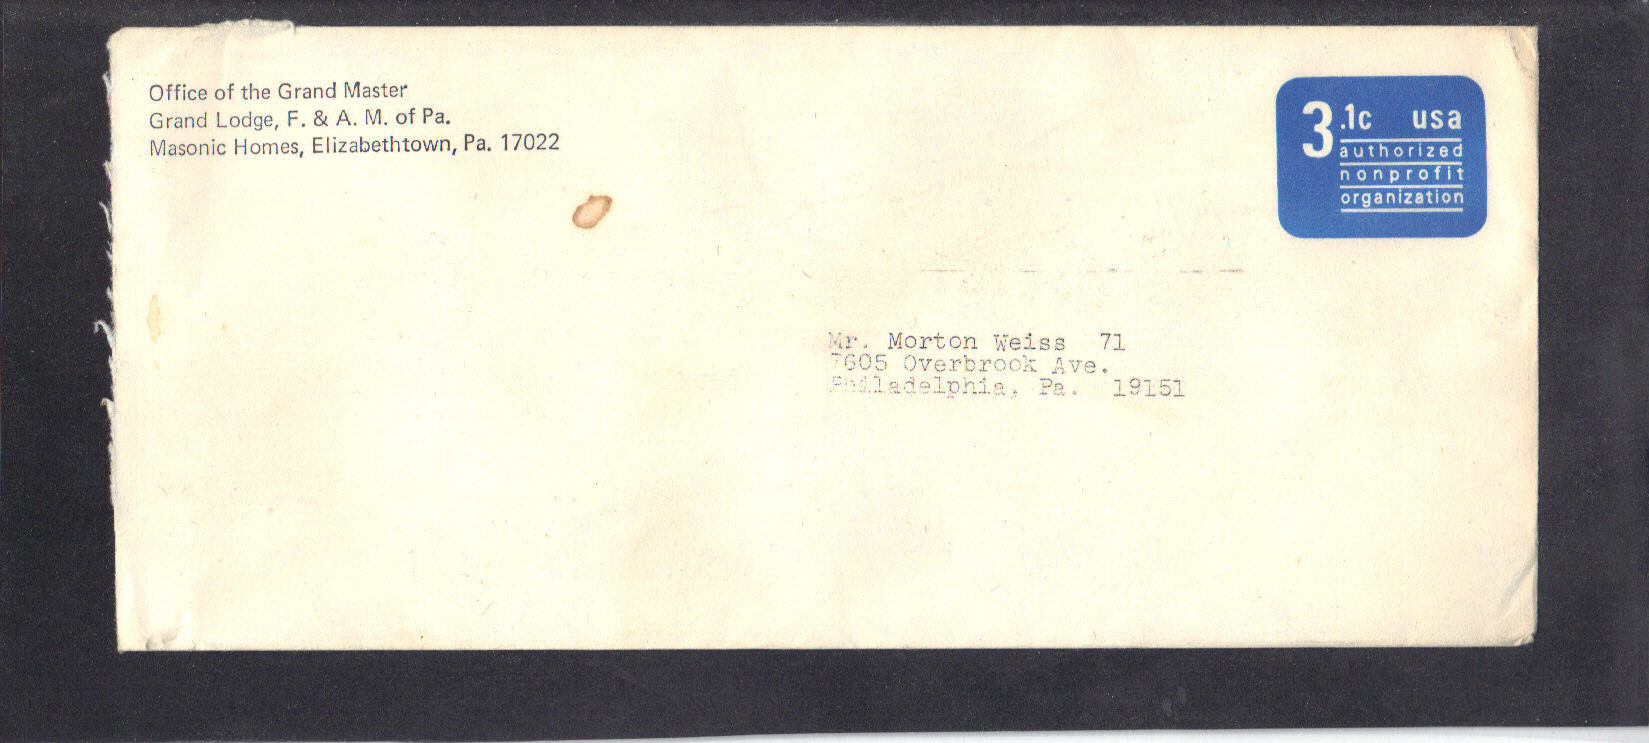 Office of the Grand Master
Grand Lodge, F. & A. M. of Pa.
Masonic Homes, Elizabethtown, Pa. 17022
3.1c usa
authorized
nonprofit
organization
Mr. Morton Weiss 71
7605 Overbrook Ave.
Philadelphia, Pa. 19151